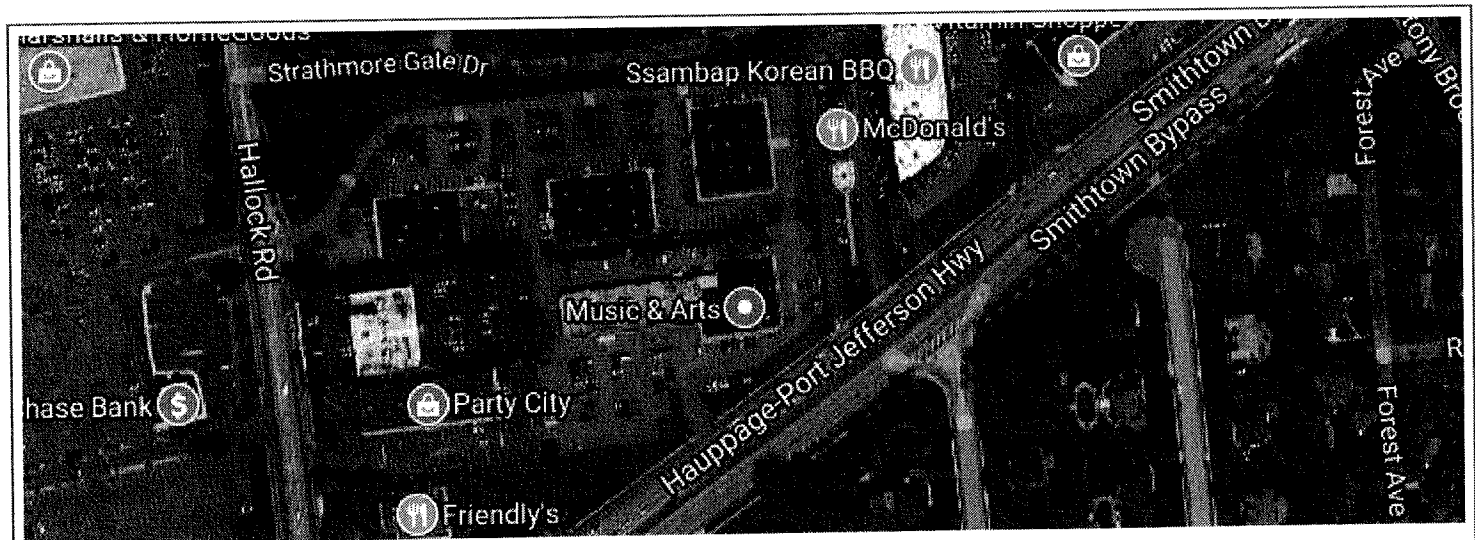 Strathmore Gate Dr
Ssambap Korean BBQ
McDonald's
Hallock Rd
Smithtown
Smithtown Bypass
Forest Ave
Music & Arts
Hauppage-Port Jefferson Hwy
Party City
Friendly's
Forest Ave